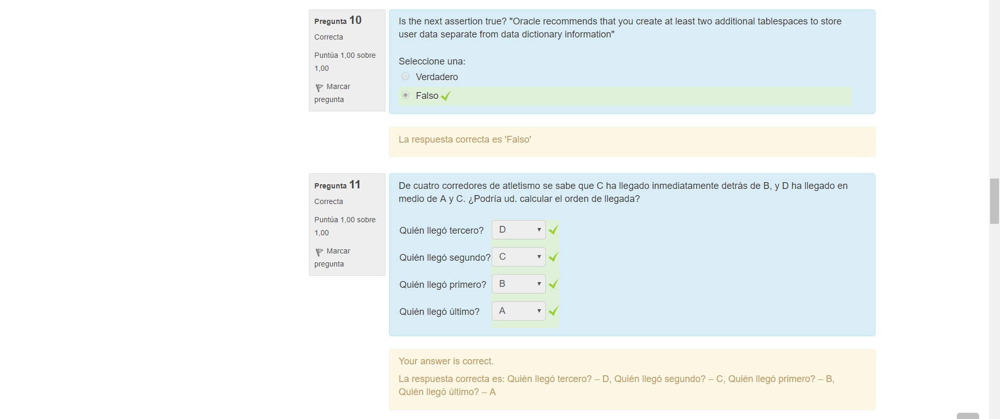 Pregunta 10
Correcta
Puntúa 1,00 sobre
1,00
Marcar
pregunta
Is the next assertion true? "Oracle recommends that you create at least two additional tablespaces to store
user data separate from data dictionary information"
Seleccione una:
Verdadero
Falso
La respuesta correcta es 'Falso'
Pregunta 11
Correcta
Puntúa 1,00 sobre
1,00
Marcar
pregunta
De cuatro corredores de atletismo se sabe que C ha llegado inmediatamente detrás de B, y D ha llegado en
medio de A y C. ¿Podría ud. calcular el orden de llegada?
Quién llegó tercero? D
Quién llegó segundo? C
Quién llegó primero? B
Quién llegó último? A
Your answer is correct.
La respuesta correcta es: Quién llegó tercero? – D, Quién llegó segundo? – C, Quién llegó primero? – B,
Quién llegó último? – A